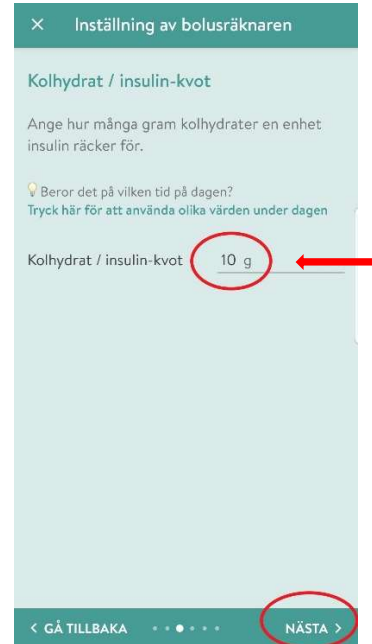 × Inställning av bolusräknaren
Kolhydrat / insulin-kvot
Ange hur många gram kolhydrater en enhet
insulin räcker för.
Beror det på vilken tid på dagen?
Tryck här för att använda olika värden under dagen
Kolhydrat / insulin-kvot 10 g
< GÅ TILLBAKA NÄSTA >